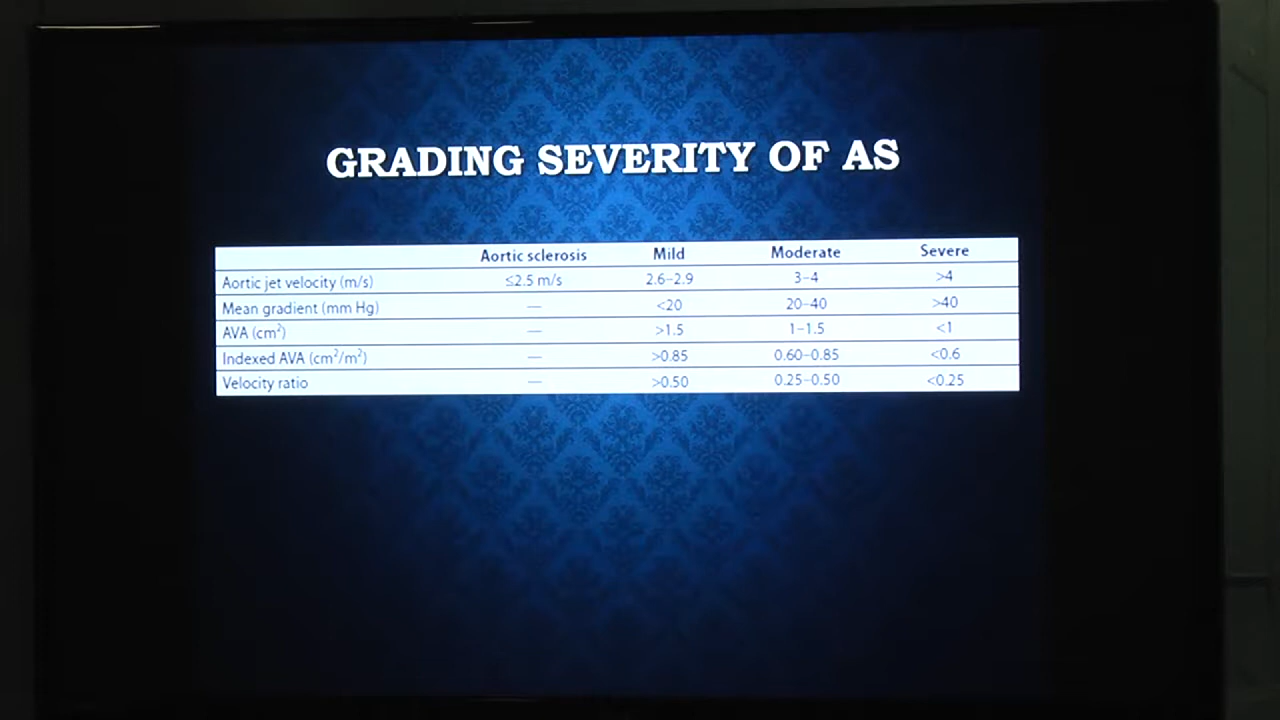 GRADING SEVERITY OF AS
Aortic sclerosis Mild Moderate Severe
Aortic jet velocity (m/s) ≤2.5 m/s 2.6–2.9 3–4 >4
Mean gradient (mm Hg) — <20 20–40 >40
AVA (cm²) — >1.5 1–1.5 <1
Indexed AVA (cm²/m²) — >0.85 0.60–0.85 <0.6
Velocity ratio — >0.50 0.25–0.50 <0.25